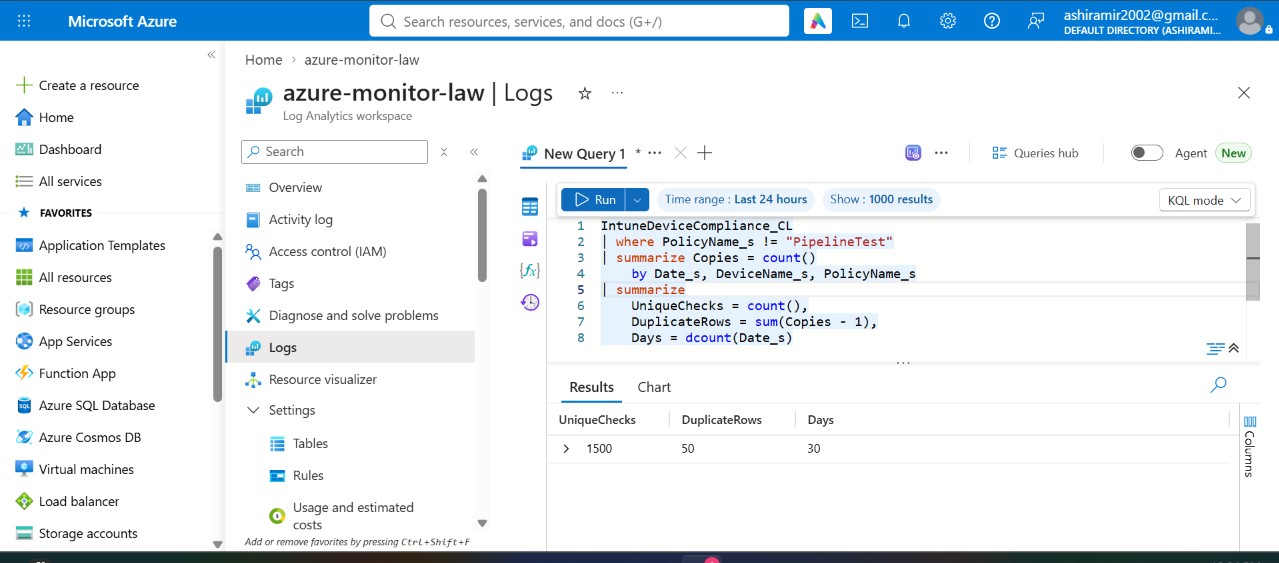 Microsoft Azure
Search resources, services, and docs (G+/)
ashiramir2002@gmail.c...
DEFAULT DIRECTORY (ASHIRAMI...
Create a resource
Home
Dashboard
All services
FAVORITES
Application Templates
All resources
Resource groups
App Services
Function App
Azure SQL Database
Azure Cosmos DB
Virtual machines
Load balancer
Storage accounts
Home > azure-monitor-law
azure-monitor-law | Logs
Log Analytics workspace
Search
Overview
Activity log
Access control (IAM)
Tags
Diagnose and solve problems
Logs
Resource visualizer
Settings
Tables
Rules
Usage and estimated
costs
Add or remove favorites by pressing Ctrl+Shift+F
New Query 1 *
Queries hub
Agent New
Run
Time range : Last 24 hours
Show : 1000 results
KQL mode
1 IntuneDeviceCompliance_CL
2 | where PolicyName_s != "PipelineTest"
3 | summarize Copies = count()
4 by Date_s, DeviceName_s, PolicyName_s
5 | summarize
6 UniqueChecks = count(),
7 DuplicateRows = sum(Copies - 1),
8 Days = dcount(Date_s)
Results Chart
UniqueChecks DuplicateRows Days
1500 50 30
Columns